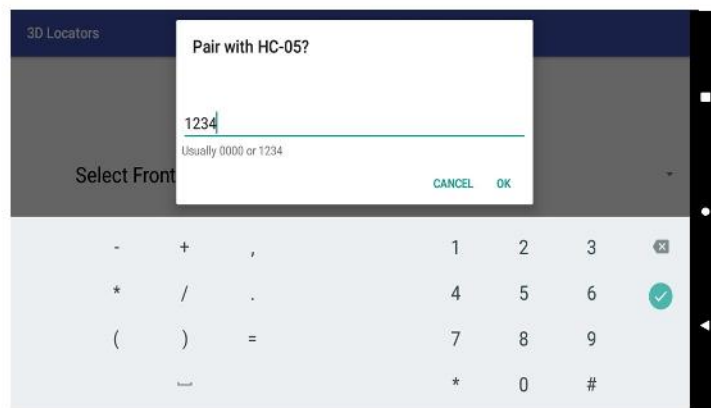 3D Locators
Pair with HC-05?
1234
Usually 0000 or 1234
Select Front
CANCEL OK
- + , 1 2 3
* / . 4 5 6
( ) = 7 8 9
* 0 #